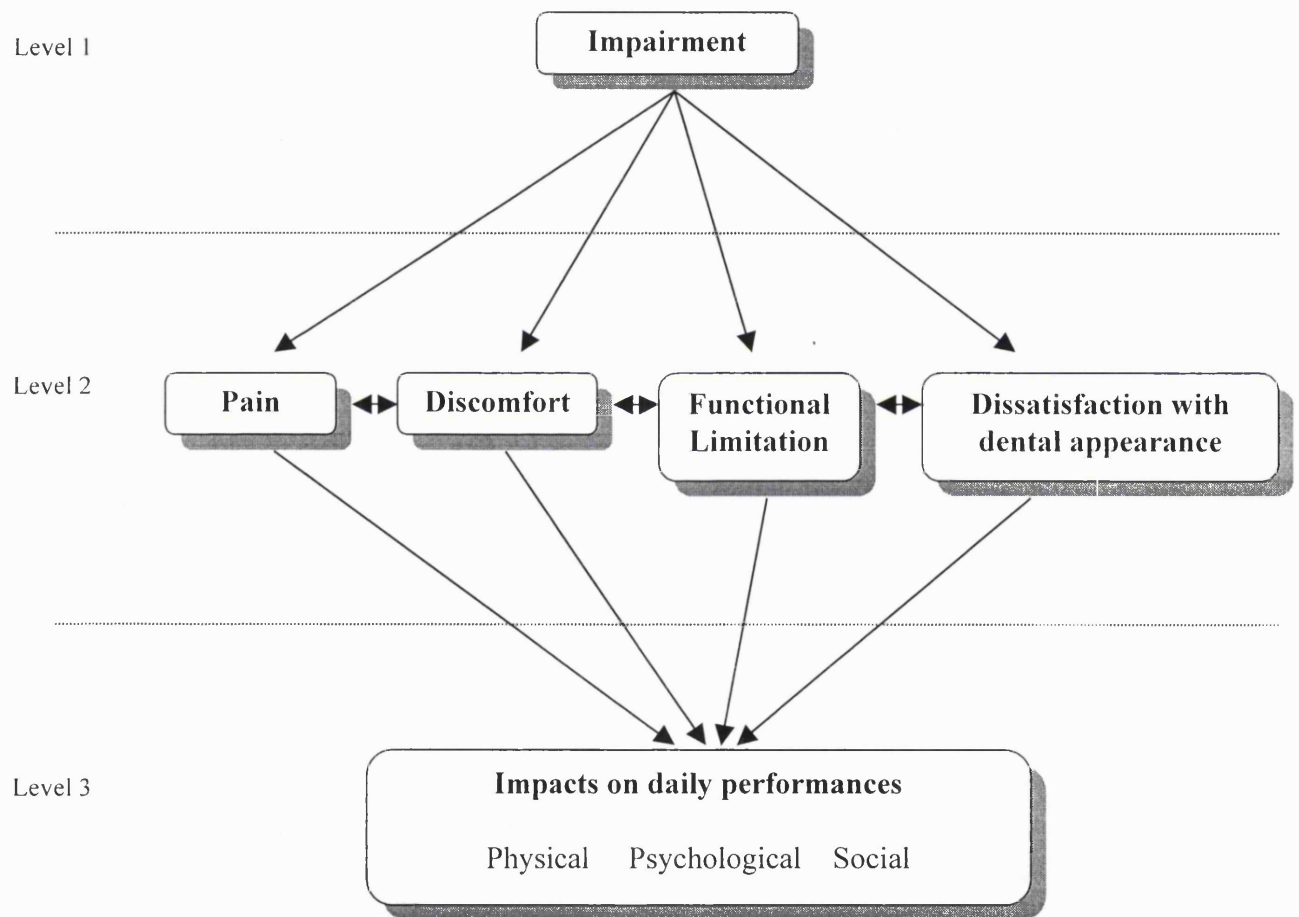 Level 1
Impairment
Level 2
Pain
Discomfort
Functional
Limitation
Dissatisfaction with
dental appearance
Level 3
Impacts on daily performances
Physical Psychological Social